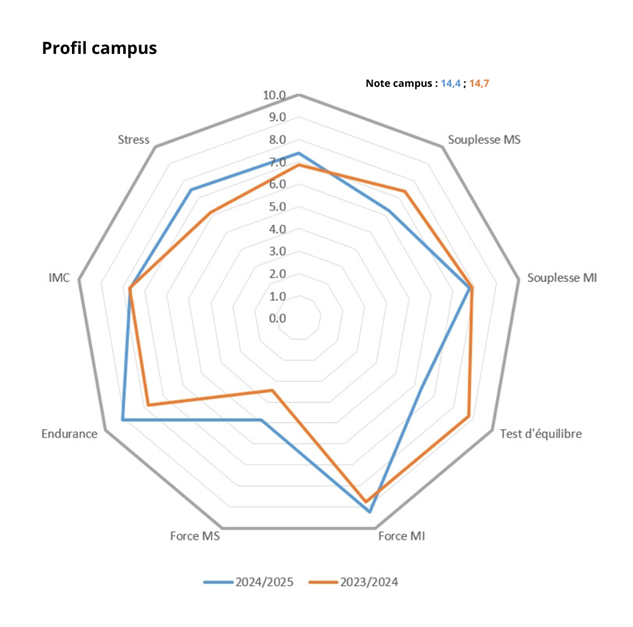 Profil campus
Note campus : 14,4 ; 14,7
10.0
9.0
Stress
8.0
Souplesse MS
7.0
6.0
5.0
4.0
3.0
IMC
Souplesse MI
2.0
1.0
0.0
Endurance
Test d'équilibre
Force MS
Force MI
2024/2025
2023/2024